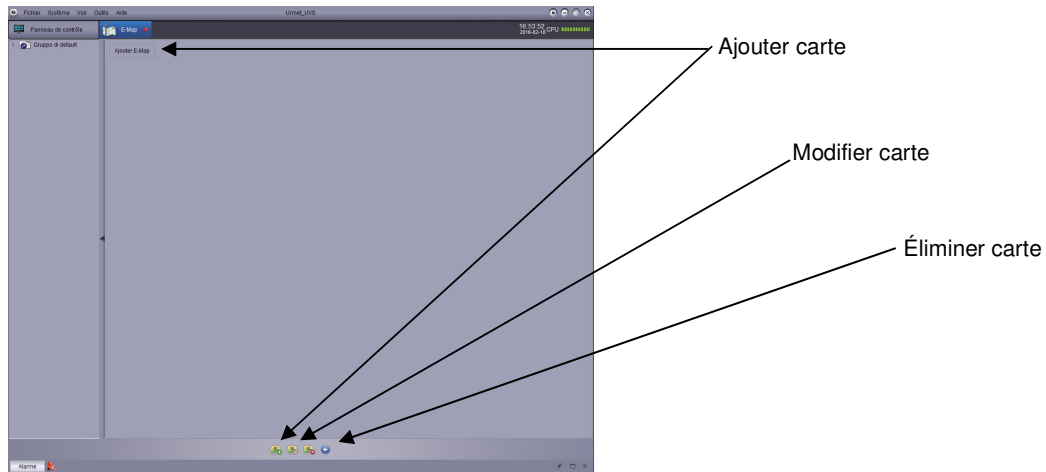 Fichier Système Voir Outils Aide Urmet_UVS
Panneau de contrôle E-Map 16:53:52 CPU
2016-02-18
Gruppo di default
Ajouter E-Map
Ajouter carte
Modifier carte
Éliminer carte
Alarme